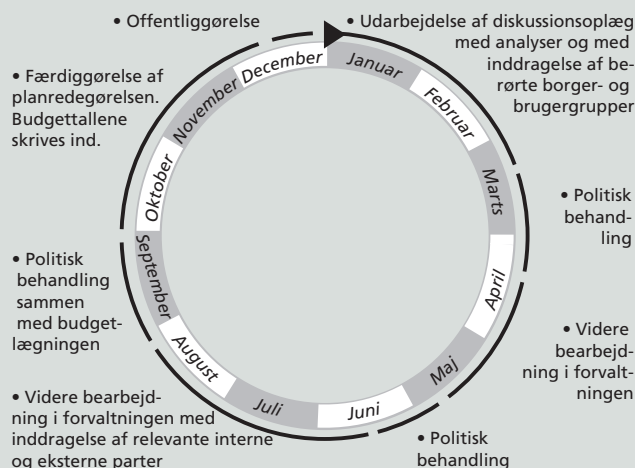 • Offentliggørelse
• Udarbejdelse af diskussionsoplæg
med analyser og med
inddragelse af be-
rørte borger- og
brugergrupper
• Politisk
behand-
ling
• Videre
bearbejd-
ning i forvalt-
ningen
• Politisk
behandling
• Videre bearbejd-
ning i forvaltningen med
inddragelse af relevante interne
og eksterne parter
• Politisk
behandling
sammen
med budget-
lægningen
• Færdiggørelse af
planredegørelsen.
Budgettallene
skrives ind.
Januar
Februar
Marts
April
Maj
Juni
Juli
August
September
Oktober
November
December